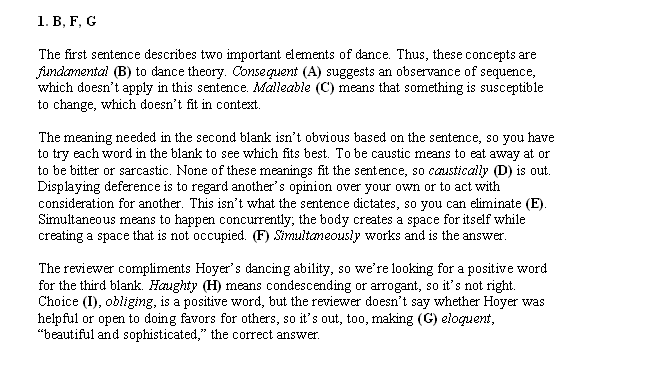 1. B, F, G
The first sentence describes two important elements of dance. Thus, these concepts are
fundamental (B) to dance theory. Consequent (A) suggests an observance of sequence,
which doesn't apply in this sentence. Malleable (C) means that something is susceptible
to change, which doesn't fit in context.
The meaning needed in the second blank isn't obvious based on the sentence, so you have
to try each word in the blank to see which fits best. To be caustic means to eat away at or
to be bitter or sarcastic. None of these meanings fit the sentence, so caustically (D) is out.
Displaying deference is to regard another's opinion over your own or to act with
consideration for another. This isn't what the sentence dictates, so you can eliminate (E).
Simultaneous means to happen concurrently; the body creates a space for itself while
creating a space that is not occupied. (F) Simultaneously works and is the answer.
The reviewer compliments Hoyer's dancing ability, so we're looking for a positive word
for the third blank. Haughty (H) means condescending or arrogant, so it's not right.
Choice (I), obliging, is a positive word, but the reviewer doesn't say whether Hoyer was
helpful or open to doing favors for others, so it's out, too, making (G) eloquent,
“beautiful and sophisticated,” the correct answer.